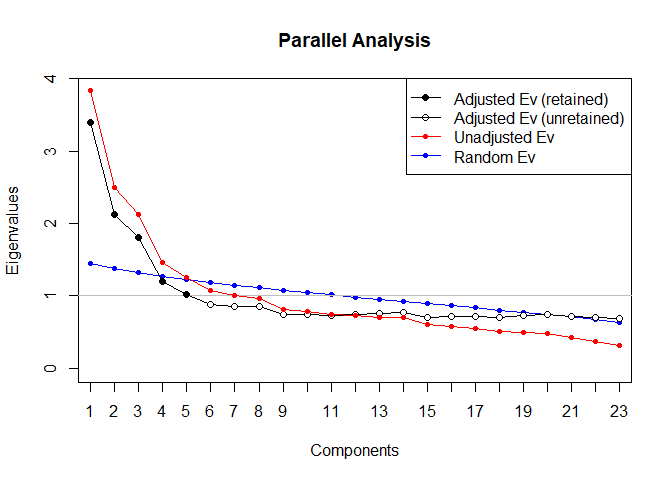 Parallel Analysis
Adjusted Ev (retained)
Adjusted Ev (unretained)
Unadjusted Ev
Random Ev
Eigenvalues
4
3
2
1
0
1 2 3 4 5 6 7 8 9 11 13 15 17 19 21 23
Components